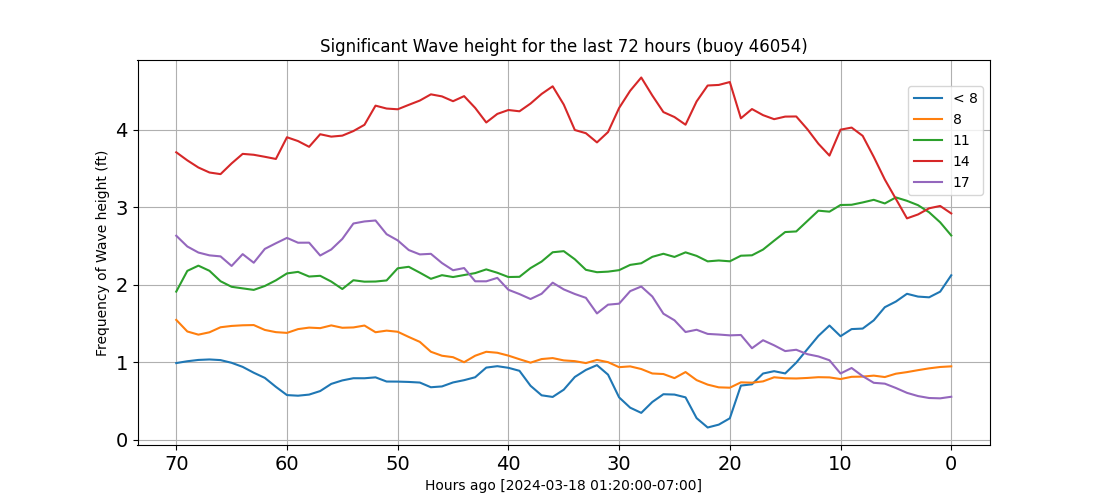 Significant Wave height for the last 72 hours (buoy 46054)
Frequency of Wave height (ft)
4
3
2
1
0
< 8
8
11
14
17
70 60 50 40 30 20 10 0
Hours ago [2024-03-18 01:20:00-07:00]